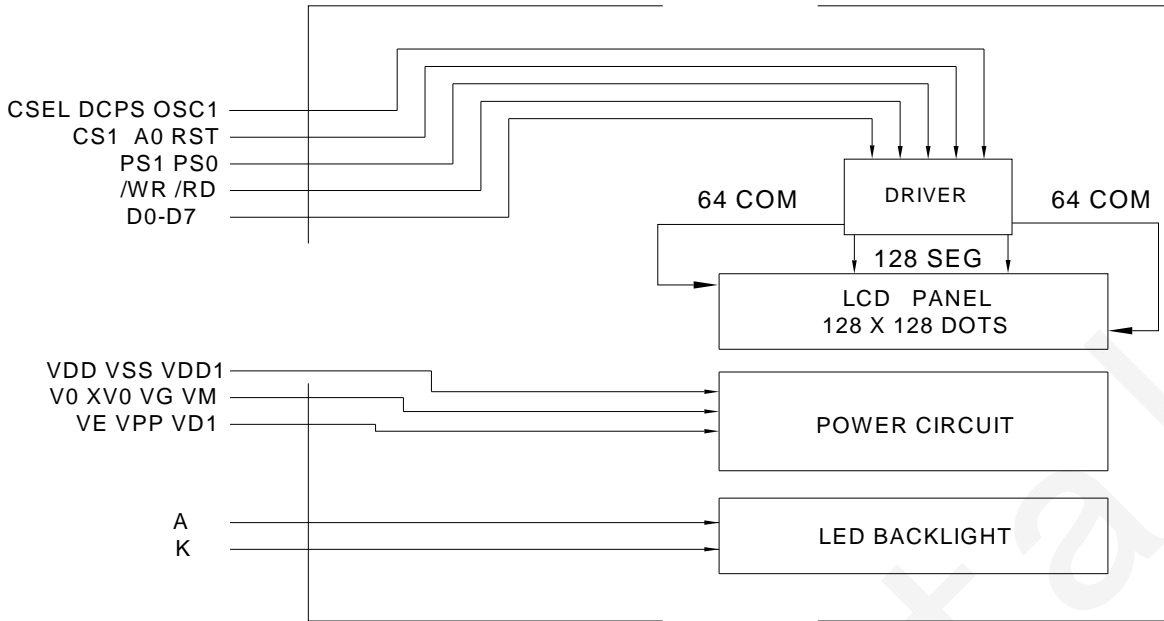 CSEL DCPS OSC1
CS1 A0 RST
PS1 PS0
/WR /RD
D0-D7
DRIVER
64 COM
64 COM
128 SEG
LCD PANEL
128 X 128 DOTS
VDD VSS VDD1
V0 XV0 VG VM
VE VPP VD1
POWER CIRCUIT
A
K
LED BACKLIGHT